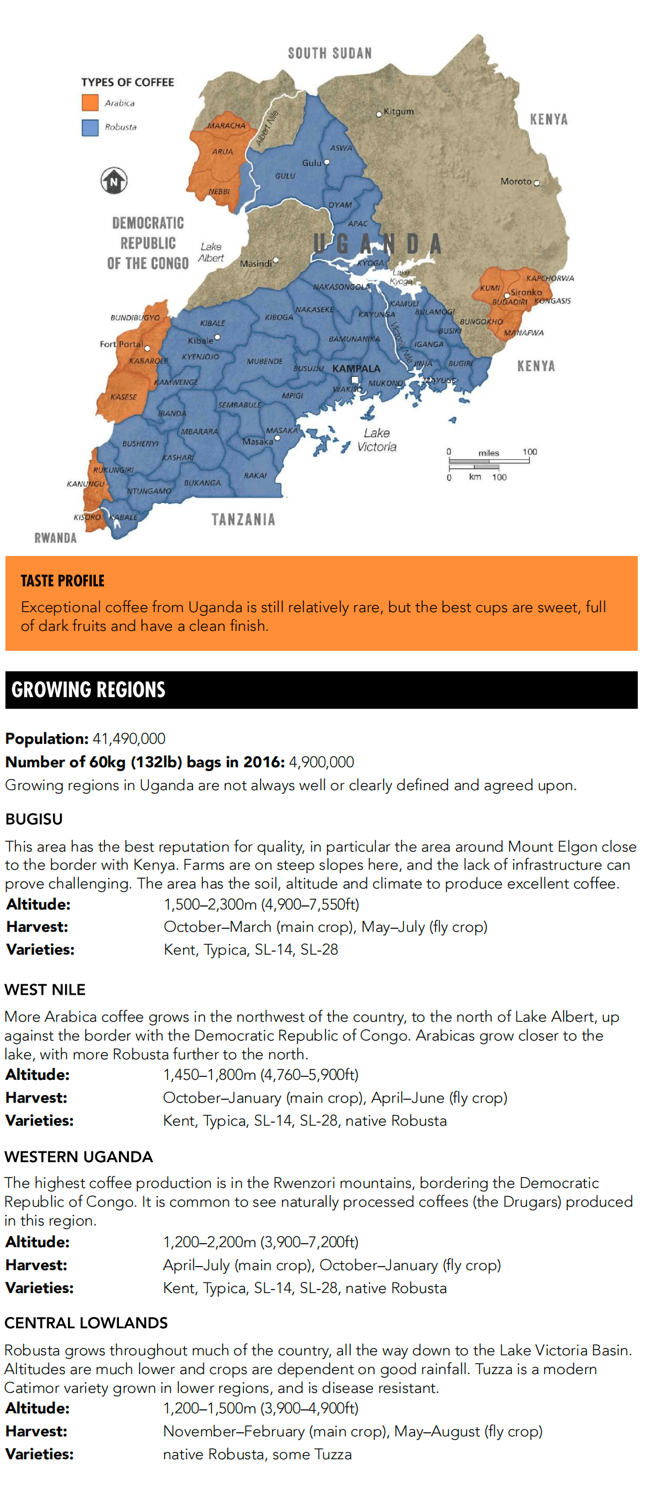 SOUTH SUDAN
TYPES OF COFFEE
Arabica
Robusta
KENYA
Kitgum
Albert Nile
MARACHA
ARUA
NEBBI
ASWA
Gulu
GULU
Moroto
N
OYAM
APAC
DEMOCRATIC
REPUBLIC
OF THE CONGO
Lake
Albert
UGANDA
Masindi
KYOGA
Lake
Kyoga
KAPCHORWA
KUMI
Sironko
BUDADIRI
KONGASIS
NAKASONGOLA
KAMULI
BUNDIBUGYO
NAKASEKE
KAYUNGA
BULAMOGI
BUNGOKHO
KIBOGA
KIBALE
BUSIKI
MANAFWA
Kibale
BAMUNANIKA
Victoria Nile
IGANGA
Fort Portal
KABAROLE
KYENJOJO
MUBENDE
BUSUJJU
KAMPALA
JINJA
BUGIRI
KENYA
KAMWENGE
WAKISO
MUKONO
MAYUGE
KASESE
MPIGI
SEMBABULE
IBANDA
MBARARA
MASAKA
Masaka
Lake
Victoria
BUSHENYI
KASHARI
0 miles 100
0 km 100
RUKUNGIRI
RAKAI
KANUNGU
NTUNGAMO
BUKANGA
KISORO
KABALE
TANZANIA
RWANDA
TASTE PROFILE
Exceptional coffee from Uganda is still relatively rare, but the best cups are sweet, full
of dark fruits and have a clean finish.
GROWING REGIONS
Population: 41,490,000
Number of 60kg (132lb) bags in 2016: 4,900,000
Growing regions in Uganda are not always well or clearly defined and agreed upon.
BUGISU
This area has the best reputation for quality, in particular the area around Mount Elgon close
to the border with Kenya. Farms are on steep slopes here, and the lack of infrastructure can
prove challenging. The area has the soil, altitude and climate to produce excellent coffee.
Altitude: 1,500–2,300m (4,900–7,550ft)
Harvest: October–March (main crop), May–July (fly crop)
Varieties: Kent, Typica, SL-14, SL-28
WEST NILE
More Arabica coffee grows in the northwest of the country, to the north of Lake Albert, up
against the border with the Democratic Republic of Congo. Arabicas grow closer to the
lake, with more Robusta further to the north.
Altitude: 1,450–1,800m (4,760–5,900ft)
Harvest: October–January (main crop), April–June (fly crop)
Varieties: Kent, Typica, SL-14, SL-28, native Robusta
WESTERN UGANDA
The highest coffee production is in the Rwenzori mountains, bordering the Democratic
Republic of Congo. It is common to see naturally processed coffees (the Drugars) produced
in this region.
Altitude: 1,200–2,200m (3,900–7,200ft)
Harvest: April–July (main crop), October–January (fly crop)
Varieties: Kent, Typica, SL-14, SL-28, native Robusta
CENTRAL LOWLANDS
Robusta grows throughout much of the country, all the way down to the Lake Victoria Basin.
Altitudes are much lower and crops are dependent on good rainfall. Tuzza is a modern
Catimor variety grown in lower regions, and is disease resistant.
Altitude: 1,200–1,500m (3,900–4,900ft)
Harvest: November–February (main crop), May–August (fly crop)
Varieties: native Robusta, some Tuzza